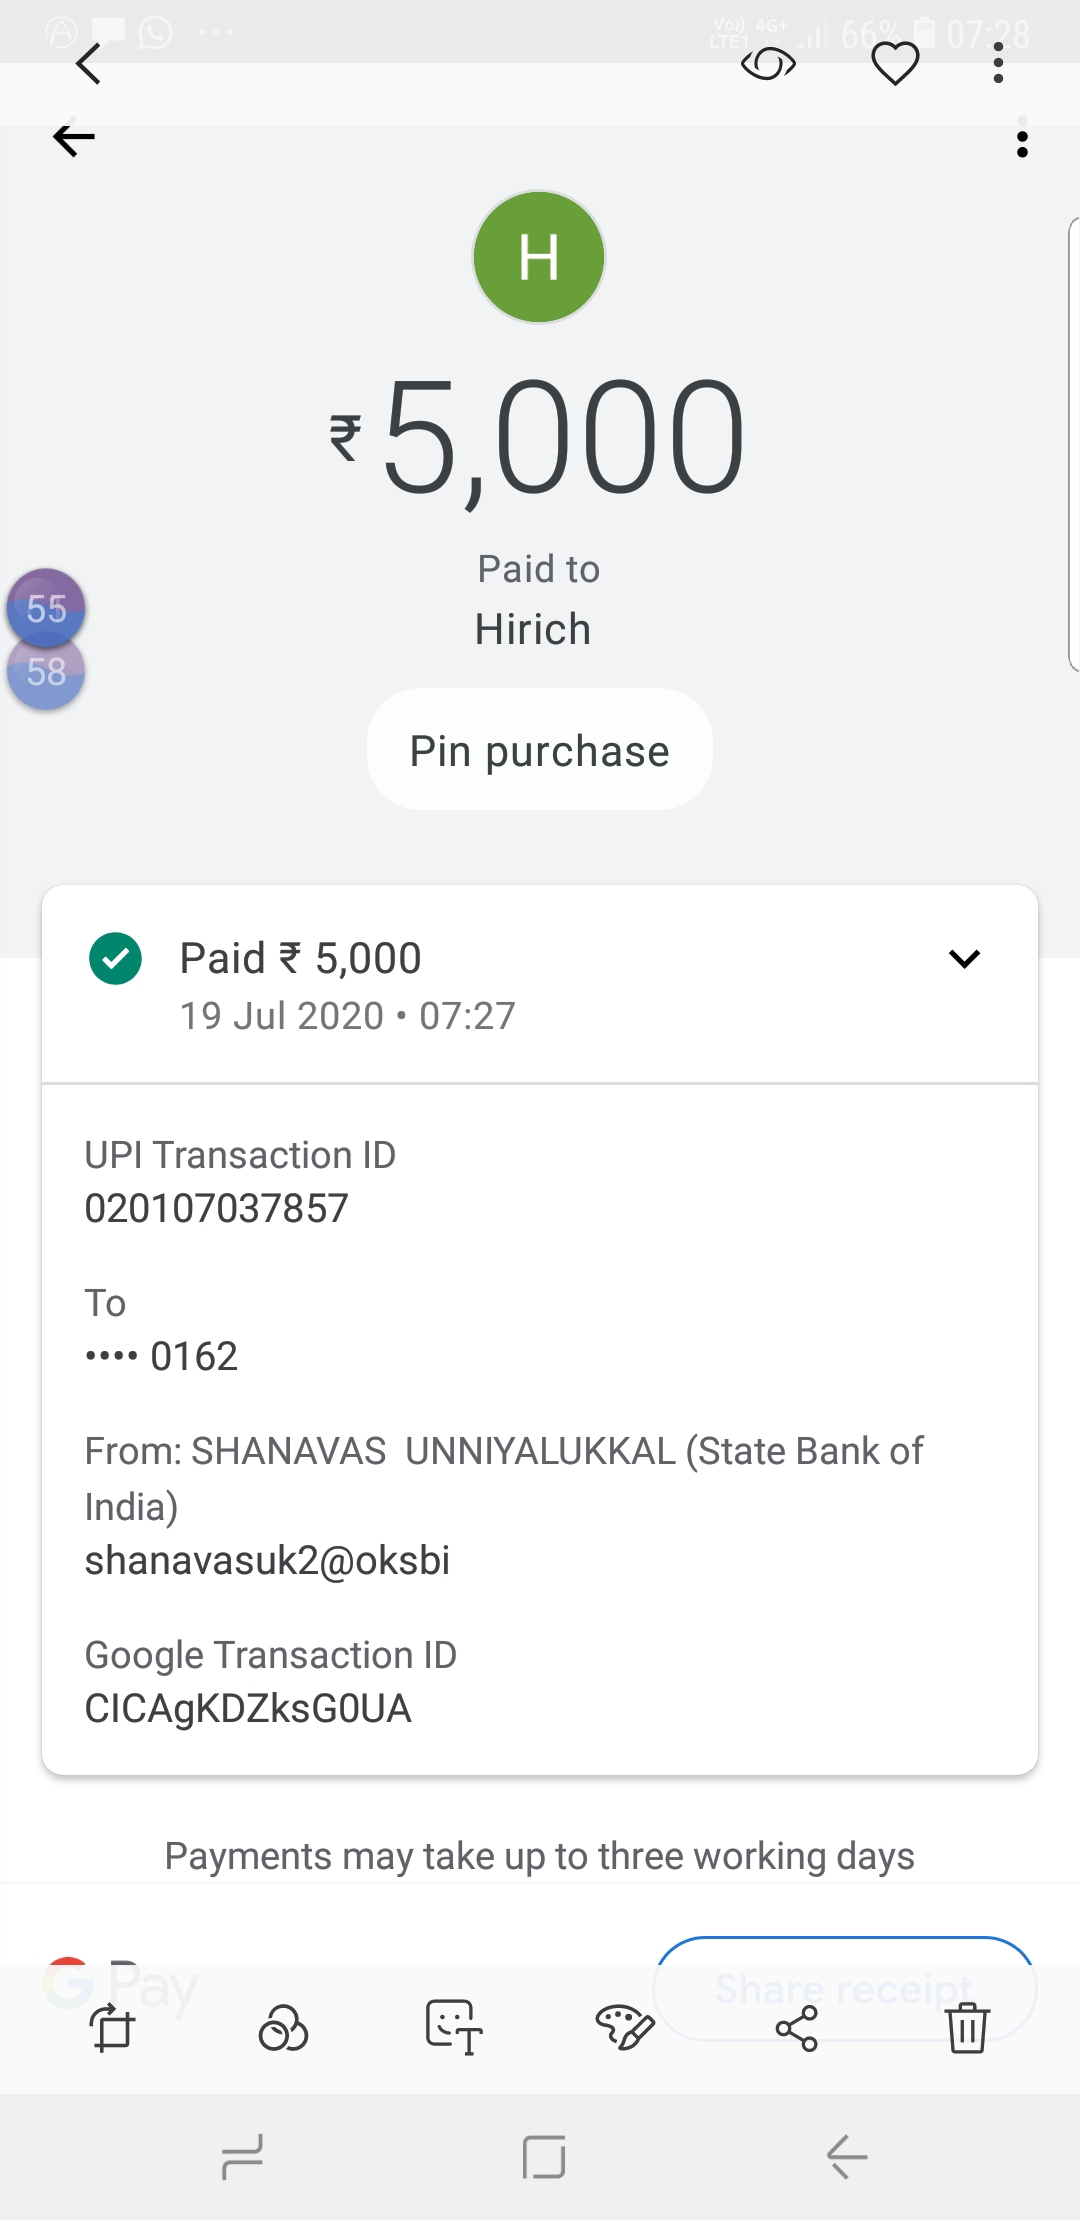 Vo)) 4G+
LTE1 66% 07:28
H
₹5,000
Paid to
Hirich
55
58
Pin purchase
Paid ₹ 5,000
19 Jul 2020 • 07:27
UPI Transaction ID
020107037857
To
•••• 0162
From: SHANAVAS  UNNIYALUKKAL (State Bank of
India)
shanavasuk2@oksbi
Google Transaction ID
CICAgKDZksG0UA
Payments may take up to three working days
G Pay
Share receipt
T